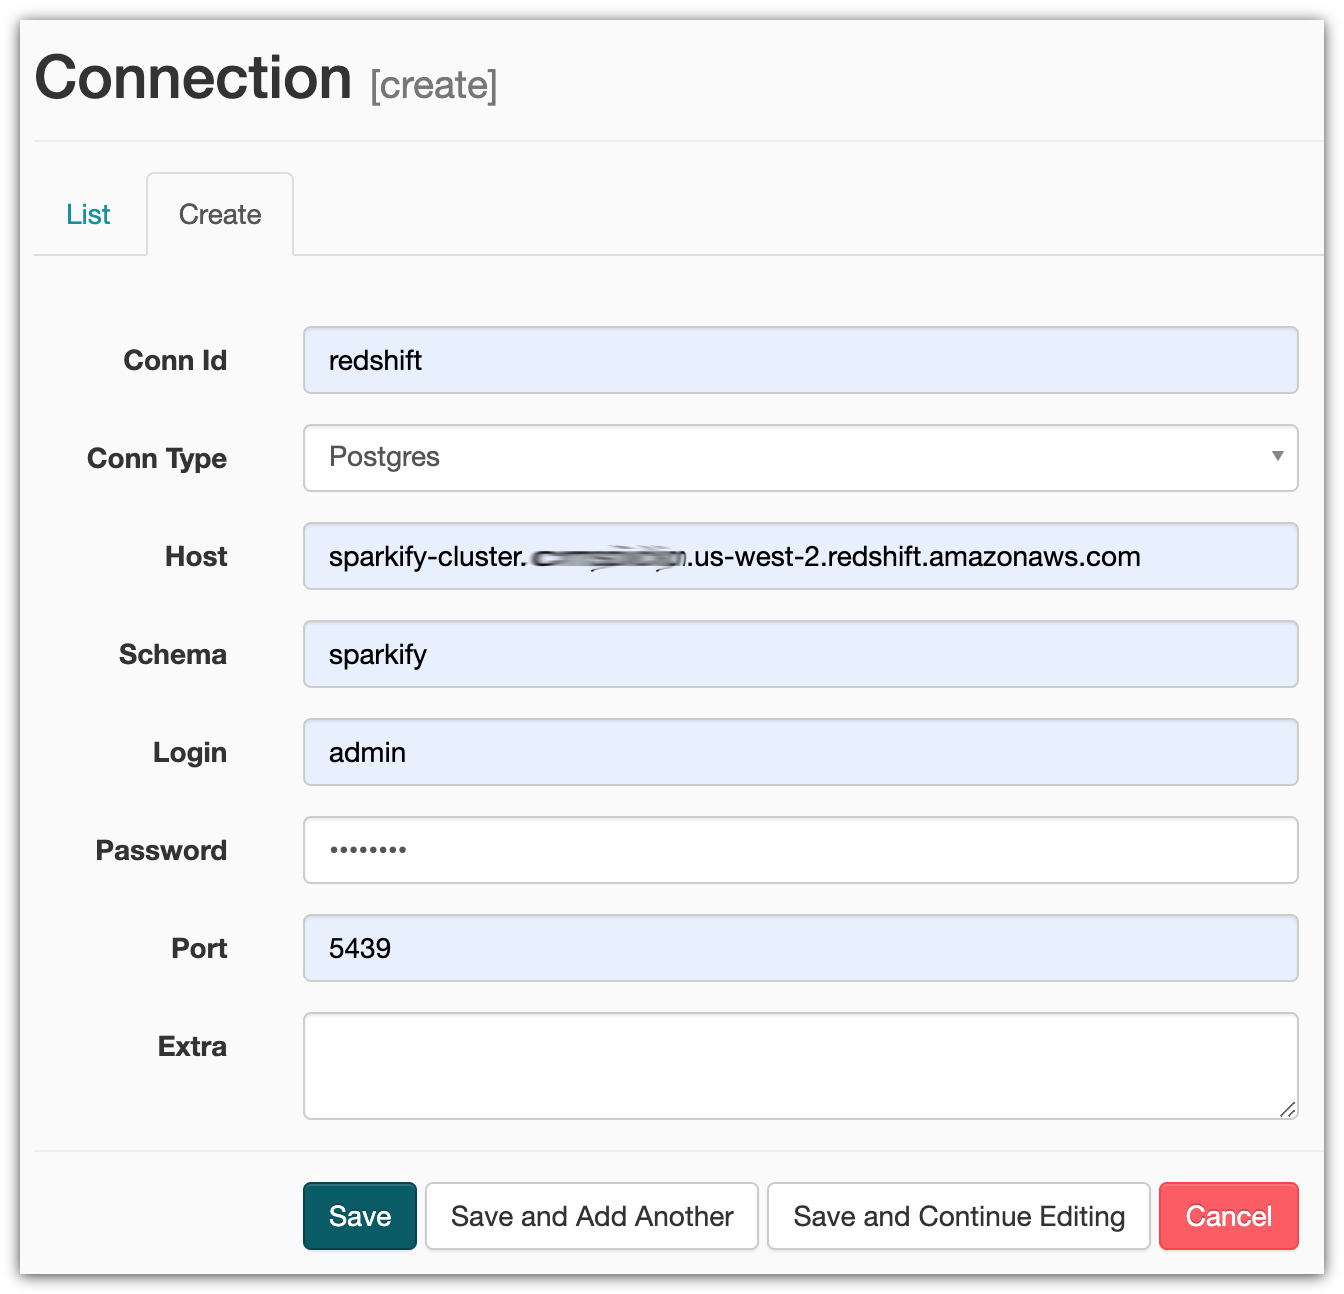 Connection [create]
List Create
Conn Id redshift
Conn Type Postgres
Host sparkify-cluster. .us-west-2.redshift.amazonaws.com
Schema sparkify
Login admin
Password ••••••••
Port 5439
Extra
Save Save and Add Another Save and Continue Editing Cancel